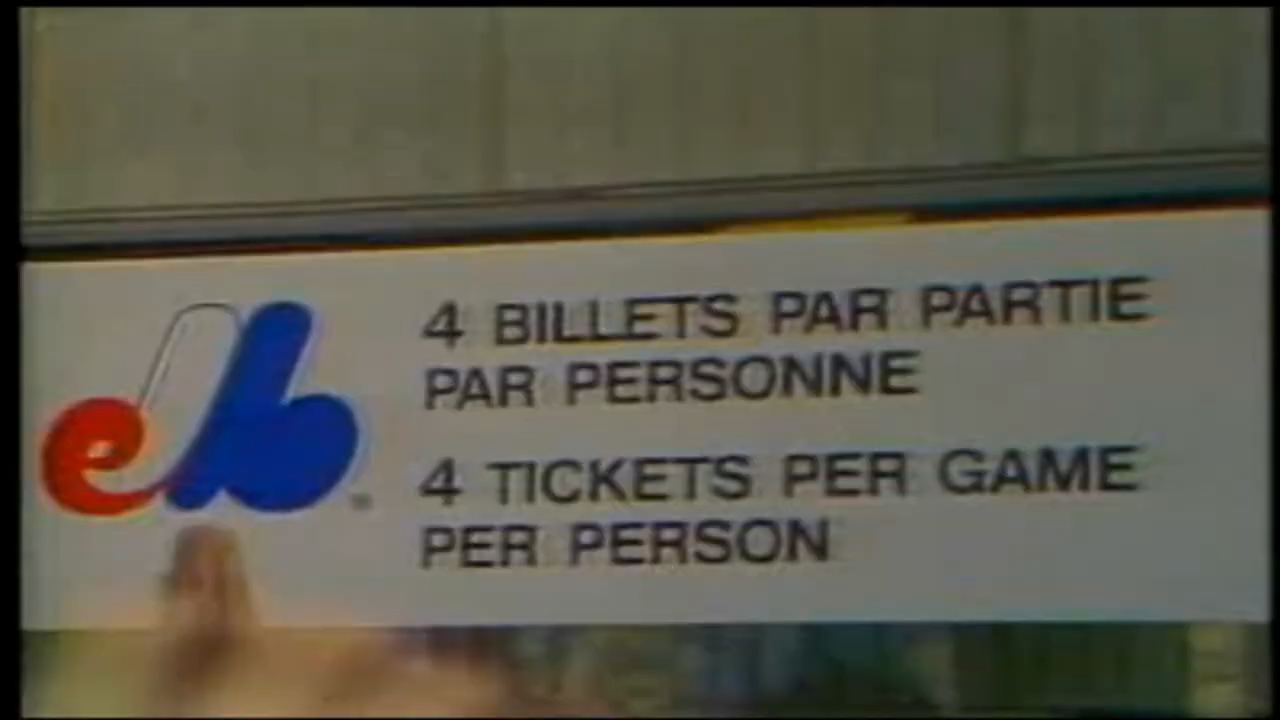 4 BILLETS PAR PARTIE
PAR PERSONNE
4 TICKETS PER GAME
PER PERSON